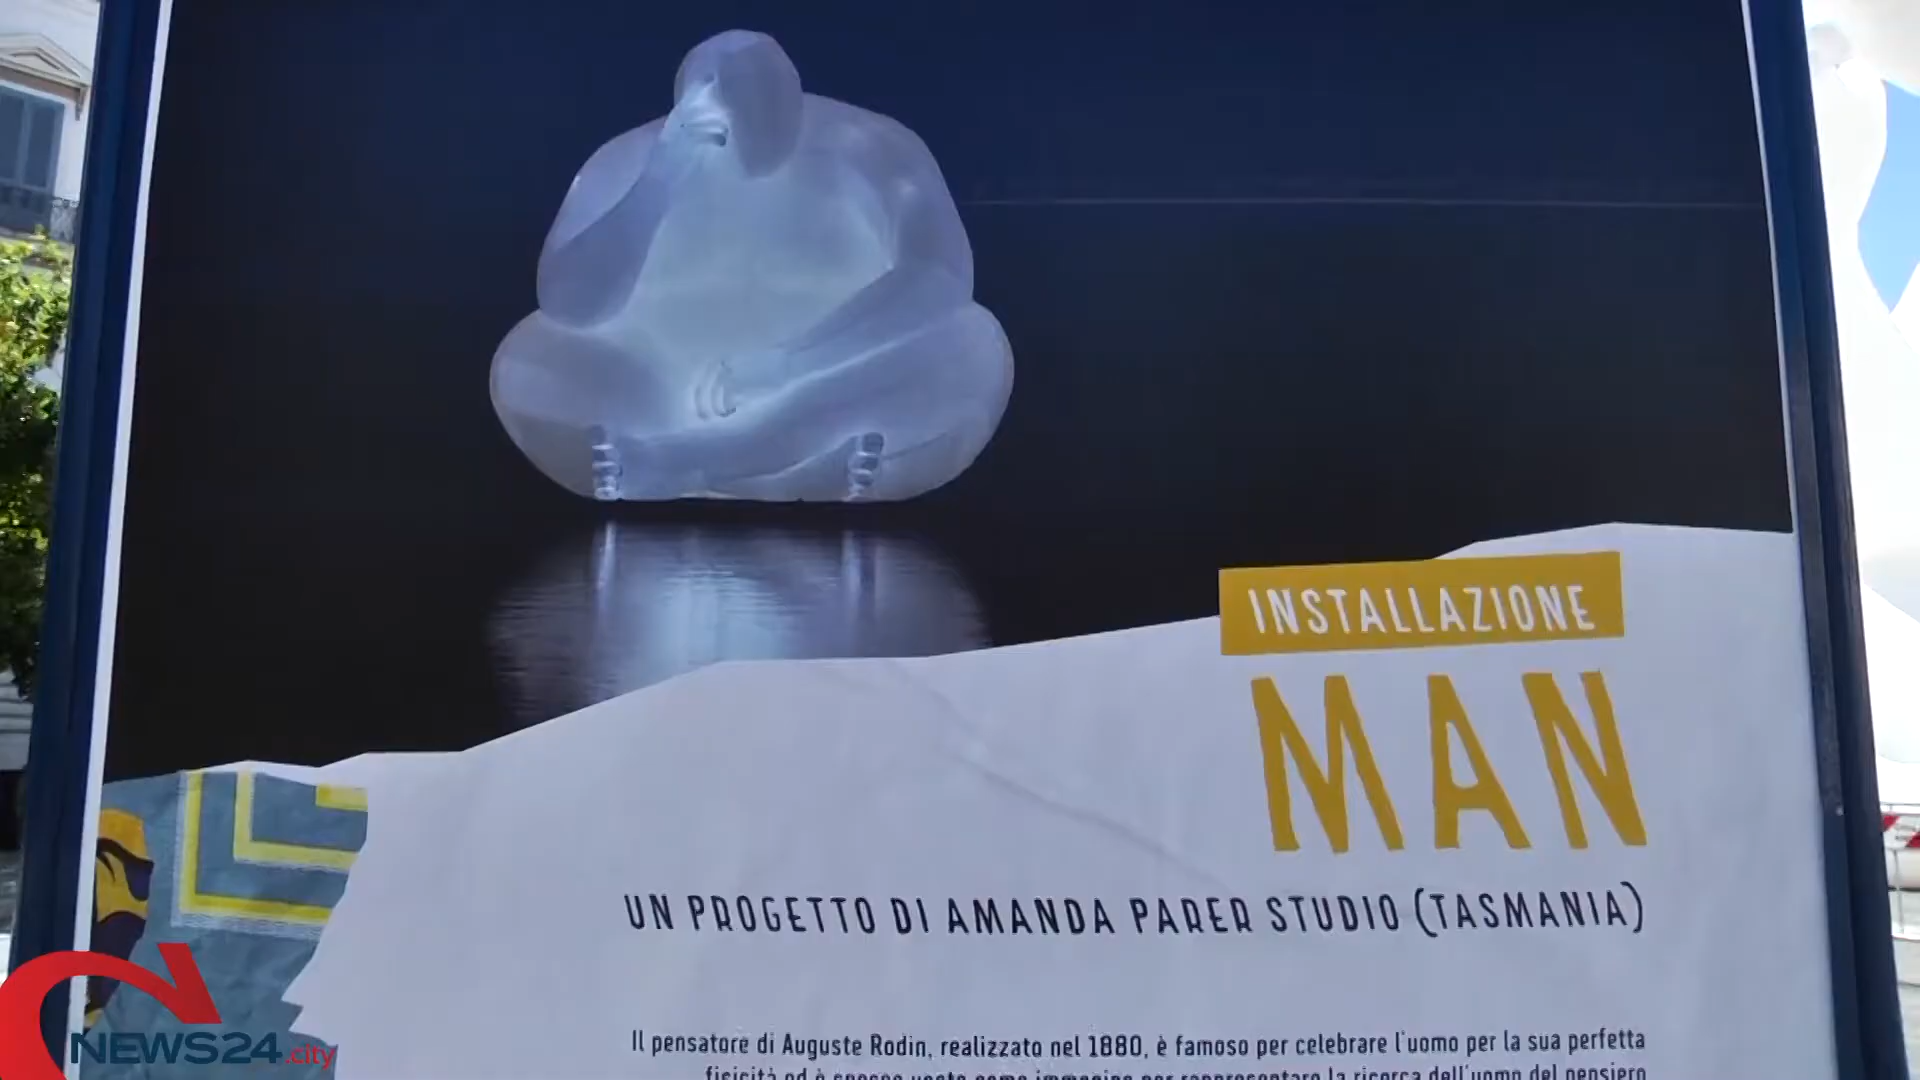 INSTALLAZIONE
MAN
UN PROGETTO DI AMANDA PARER STUDIO (TASMANIA)
Il pensatore di Auguste Rodin, realizzato nel 1880, è famoso per celebrare l'uomo per la sua perfetta
fisicità ed è spesso usato come immagine per rappresentare la ricerca dell'uomo del pensiero
NEWS24.city